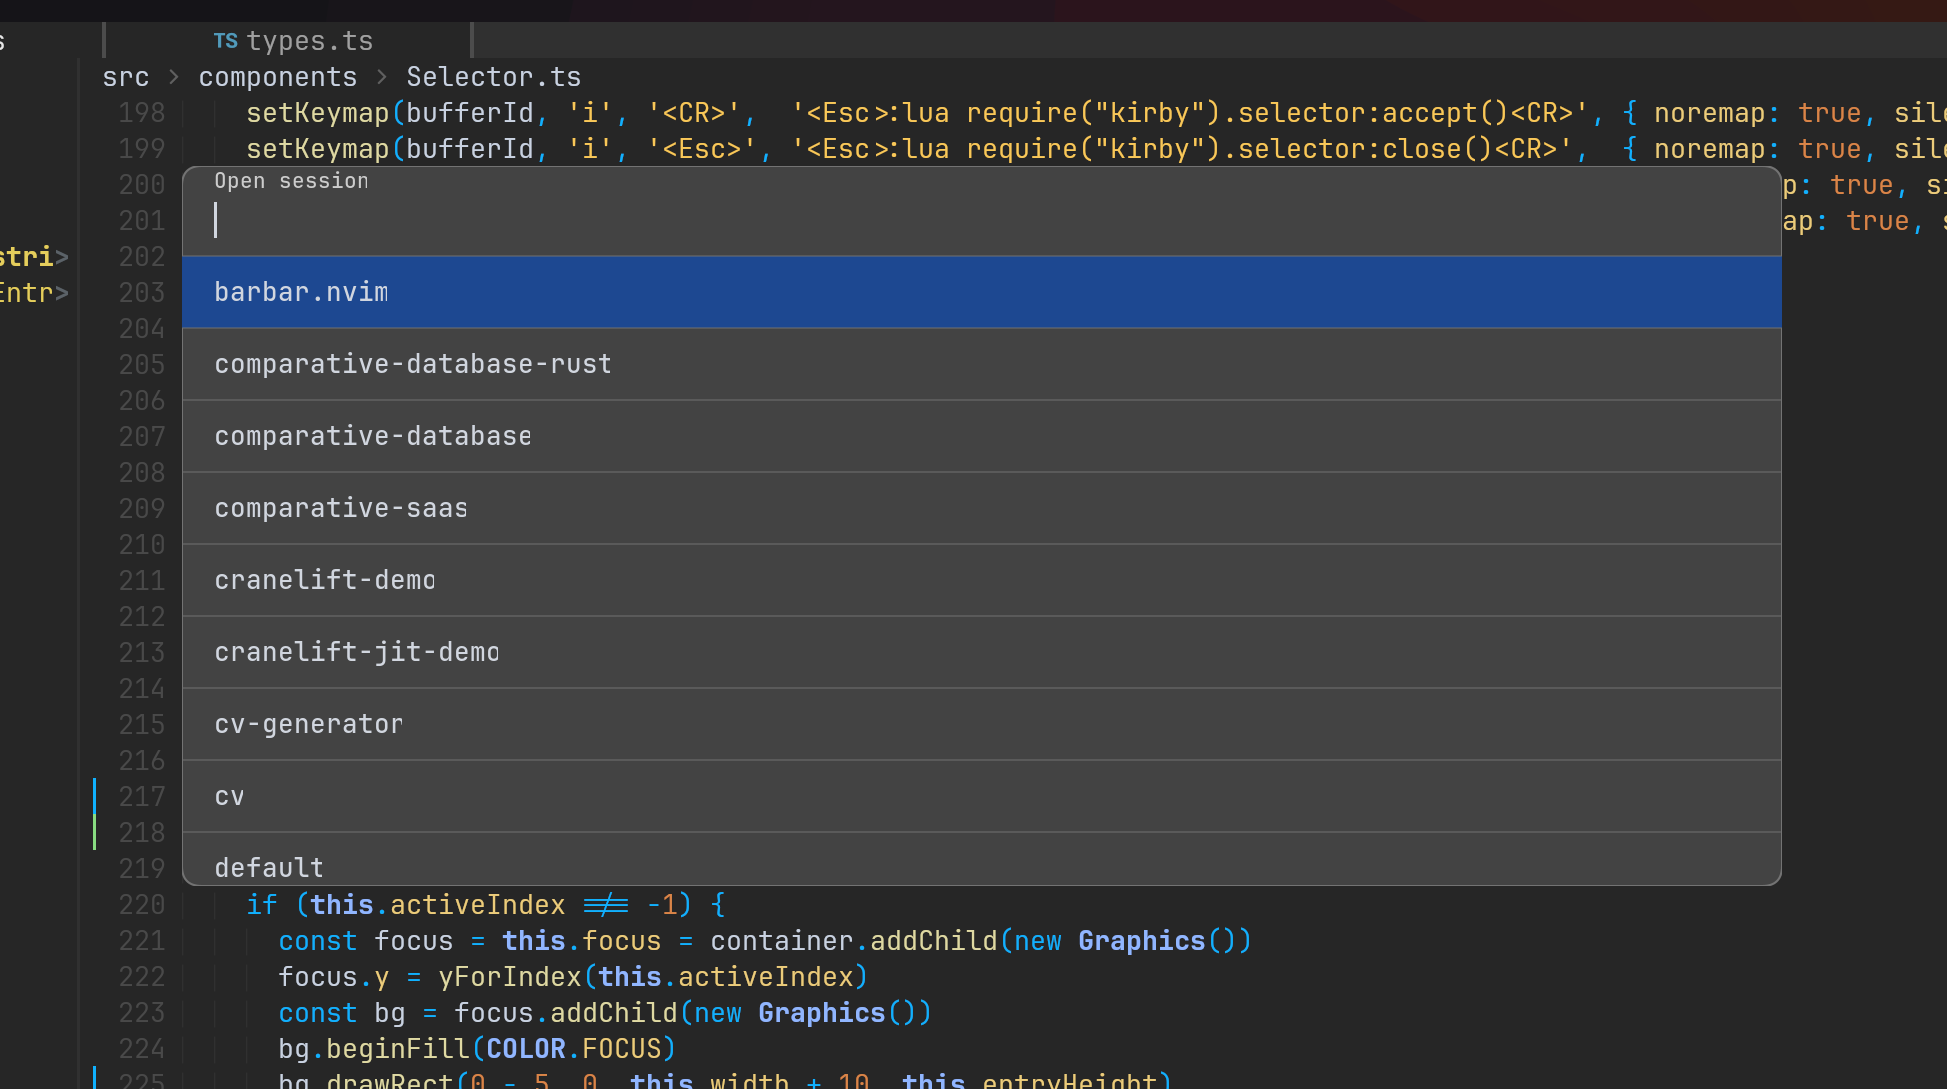 s
TS types.ts
src > components > Selector.ts
198 setKeymap(bufferId, 'i', '<CR>',  '<Esc>:lua require("kirby").selector:accept()<CR>', { noremap: true, sile
199 setKeymap(bufferId, 'i', '<Esc>', '<Esc>:lua require("kirby").selector:close()<CR>',  { noremap: true, sile
200 p: true, si
201 ap: true, s
stri> 202
Entr> 203
204
205
206
207
208
209
210
211
212
213
214
215
216
217
218
219
Open session
barbar.nvim
comparative-database-rust
comparative-database
comparative-saas
cranelift-demo
cranelift-jit-demo
cv-generator
cv
default
220 if (this.activeIndex !== -1) {
221 const focus = this.focus = container.addChild(new Graphics())
222 focus.y = yForIndex(this.activeIndex)
223 const bg = focus.addChild(new Graphics())
224 bg.beginFill(COLOR.FOCUS)
225 bg.drawRect(0 - 5, 0, this.width + 10, this.entryHeight)